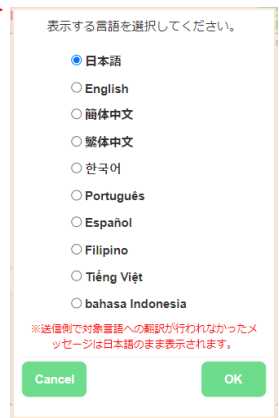 表示する言語を選択してください。
日本語
English
简体中文
繁体中文
한국어
Português
Español
Filipino
Tiếng Việt
bahasa Indonesia
※送信側で対象言語への翻訳が行われなかったメ
ッセージは日本語のまま表示されます。
Cancel
OK